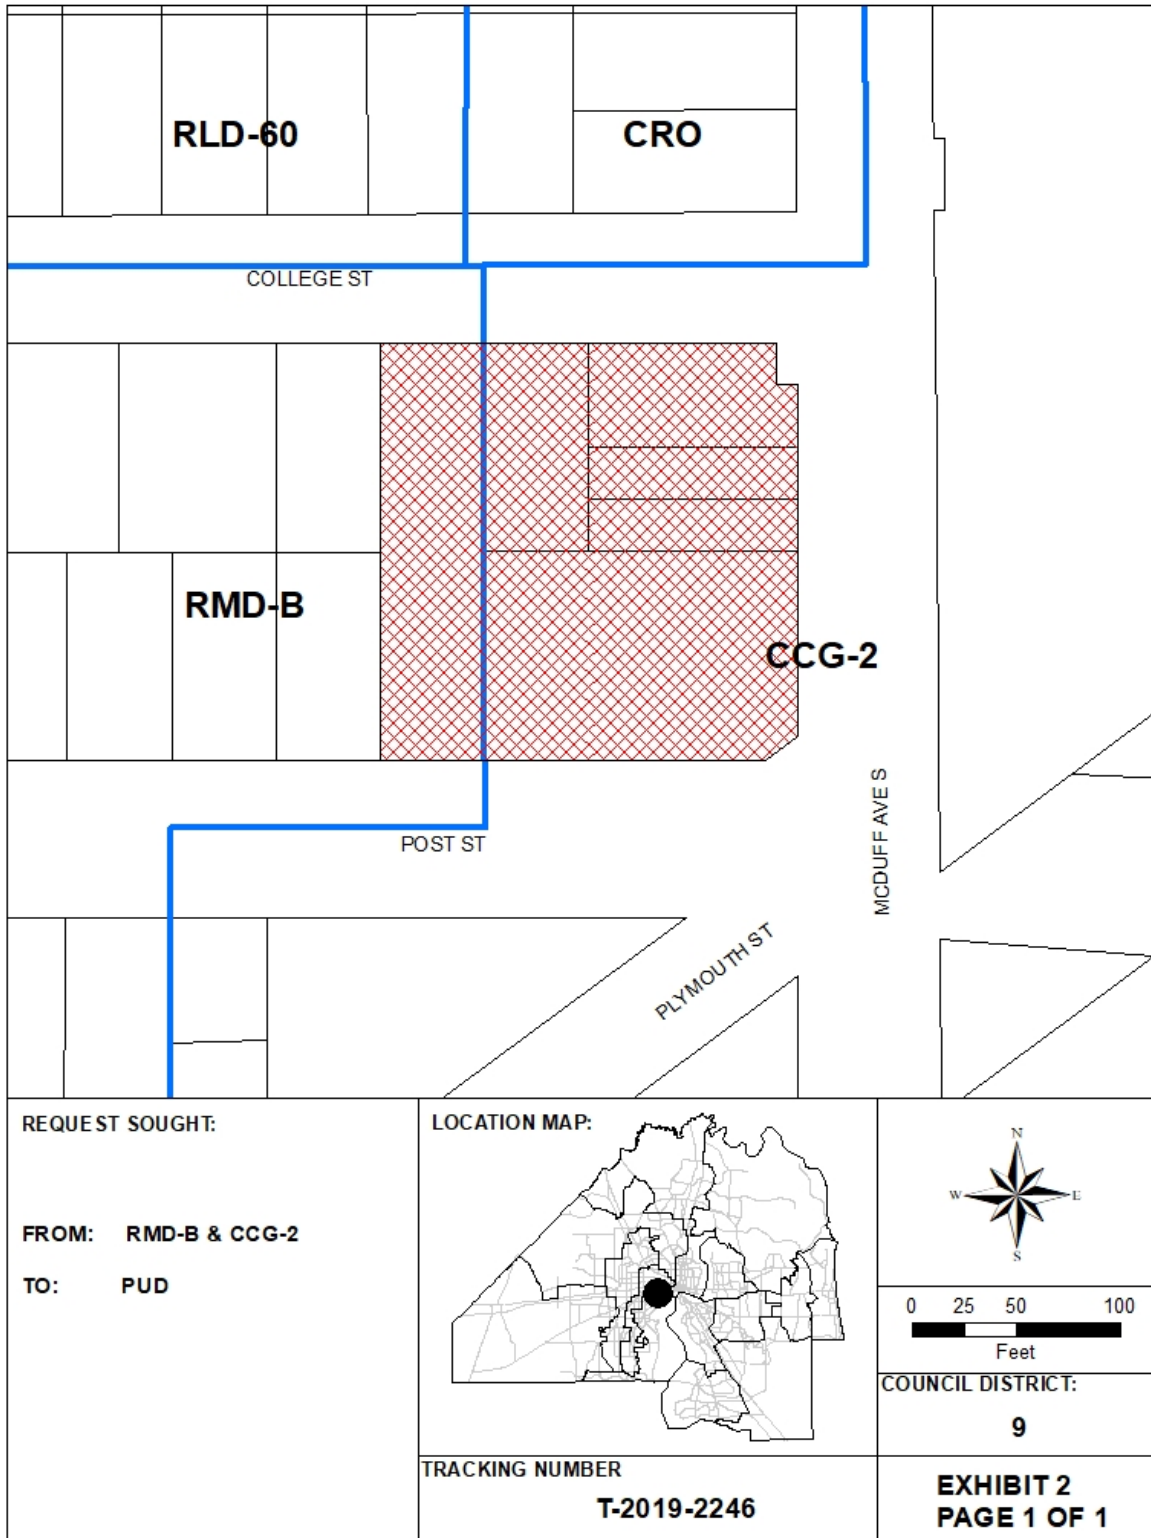 RLD-60
CRO
COLLEGE ST
RMD-B
CCG-2
POST ST
MCDUFF AVE S
PLYMOUTH ST
REQUEST SOUGHT:
FROM: RMD-B & CCG-2
TO: PUD
LOCATION MAP:
TRACKING NUMBER
T-2019-2246
N
W E
S
0 25 50 100
Feet
COUNCIL DISTRICT:
9
EXHIBIT 2
PAGE 1 OF 1